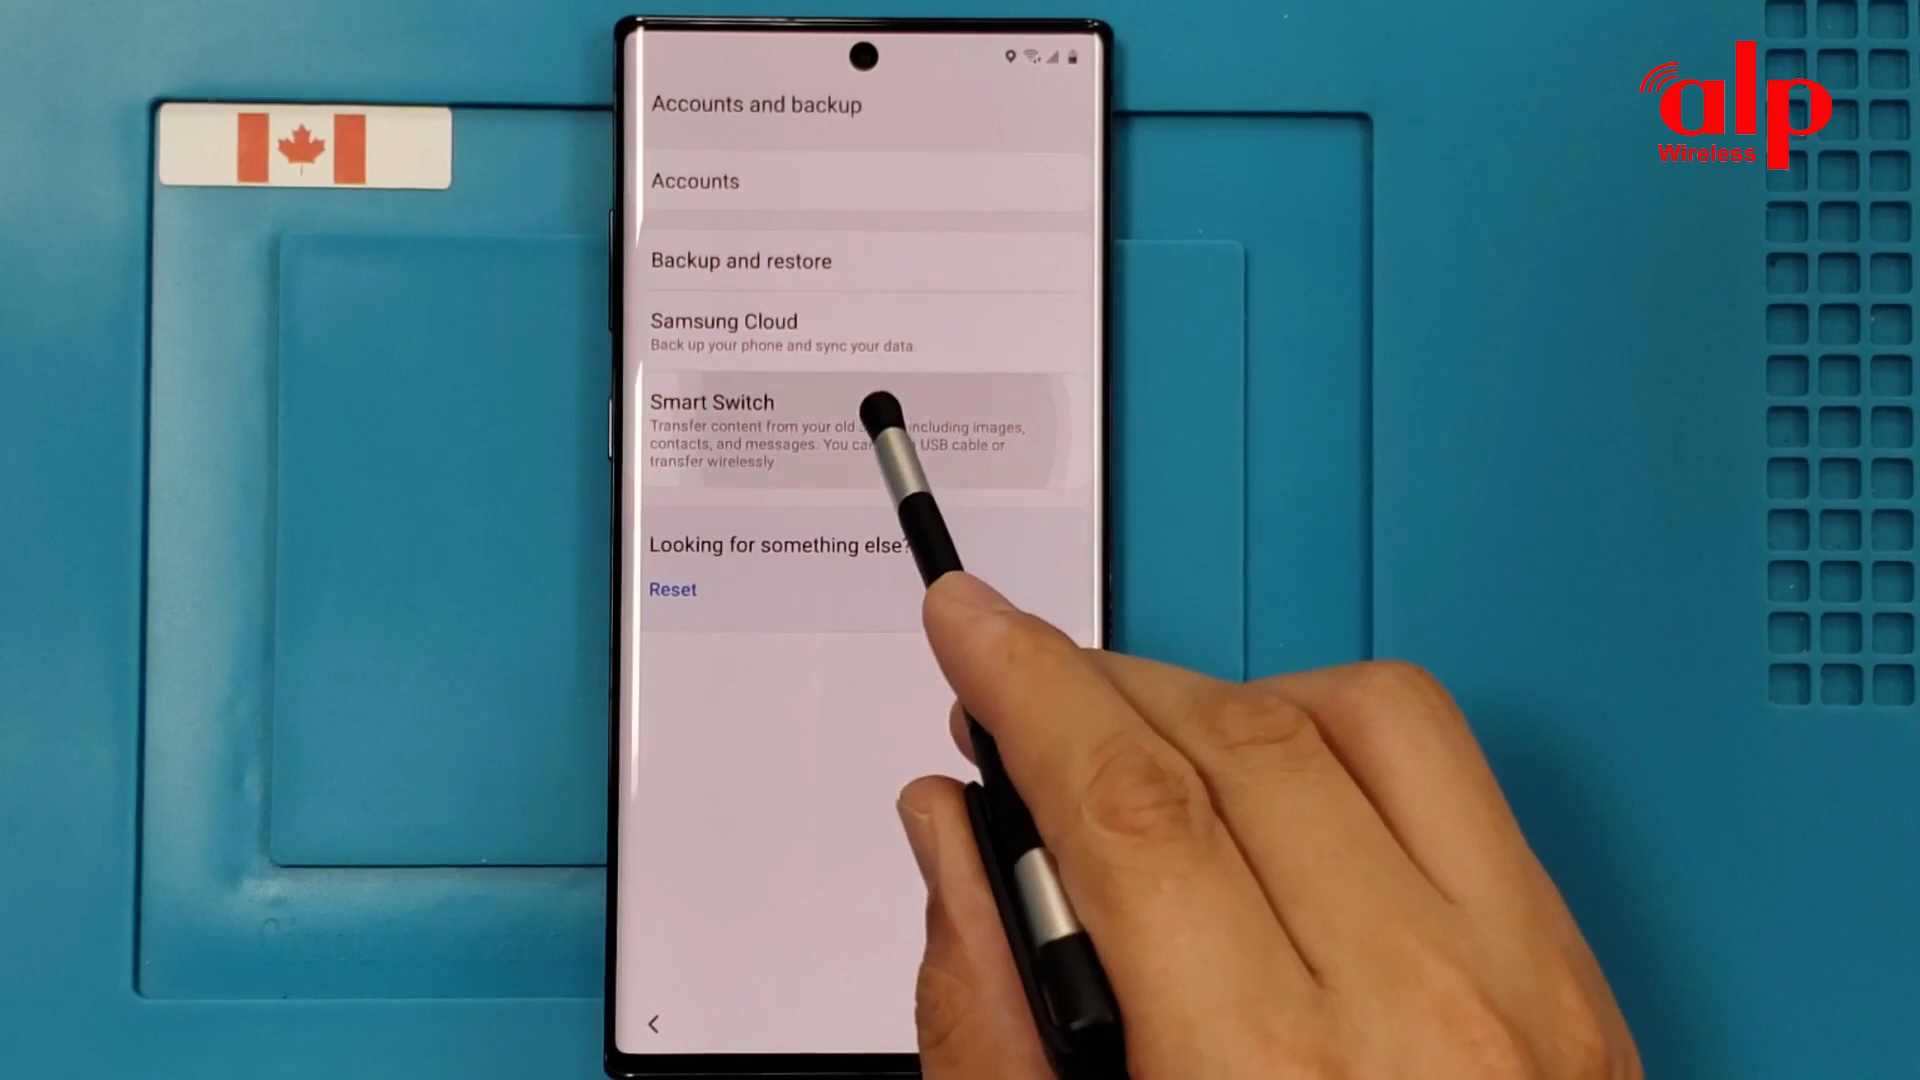 alp
Wireless
Accounts and backup
Accounts
Backup and restore
Samsung Cloud
Back up your phone and sync your data.
Smart Switch
Transfer content from your old including images,
contacts, and messages. You can USB cable or
transfer wirelessly
Looking for something else?
Reset